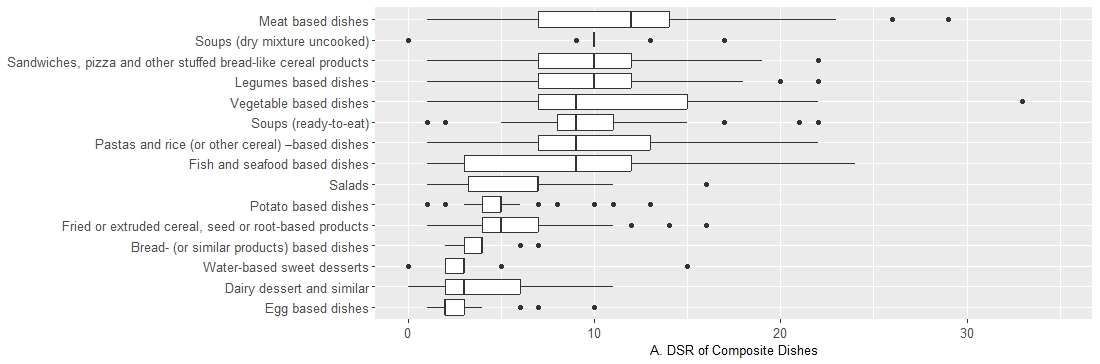 Meat based dishes
Soups (dry mixture uncooked)
Sandwiches, pizza and other stuffed bread-like cereal products
Legumes based dishes
Vegetable based dishes
Soups (ready-to-eat)
Pastas and rice (or other cereal) –based dishes
Fish and seafood based dishes
Salads
Potato based dishes
Fried or extruded cereal, seed or root-based products
Bread- (or similar products) based dishes
Water-based sweet desserts
Dairy dessert and similar
Egg based dishes
0 10 20 30
A. DSR of Composite Dishes